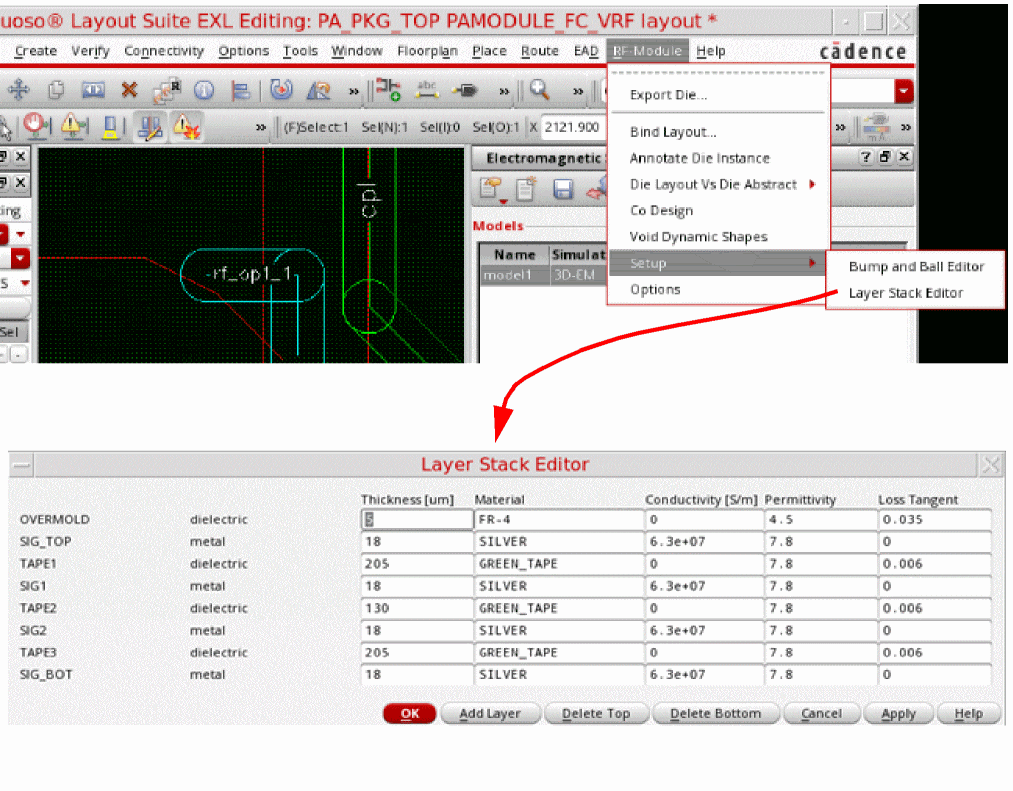 uoso® Layout Suite EXL Editing: PA_PKG_TOP PAMODULE_FC_VRF layout *
Create Verify Connectivity Options Tools Window Floorplan Place Route EAD RF-Module Help cādence
Export Die...
Bind Layout...
Annotate Die Instance
Die Layout Vs Die Abstract
Co Design
Void Dynamic Shapes
Setup
Options
Bump and Ball Editor
Layer Stack Editor
abc
R
» (F)Select:1 Sel(N):1 Sel(I):0 Sel(O):1 X 2121.900
Electromagnetic
ing
Models
Name Simulat
model1 3D-EM
s
Sel
cpl
rf_op1_1
Layer Stack Editor
Thickness [um] Material Conductivity [S/m] Permittivity Loss Tangent
OVERMOLD dielectric 5 FR-4 0 4.5 0.035
SIG_TOP metal 18 SILVER 6.3e+07 7.8 0
TAPE1 dielectric 205 GREEN_TAPE 0 7.8 0.006
SIG1 metal 18 SILVER 6.3e+07 7.8 0
TAPE2 dielectric 130 GREEN_TAPE 0 7.8 0.006
SIG2 metal 18 SILVER 6.3e+07 7.8 0
TAPE3 dielectric 205 GREEN_TAPE 0 7.8 0.006
SIG_BOT metal 18 SILVER 6.3e+07 7.8 0
OK Add Layer Delete Top Delete Bottom Cancel Apply Help